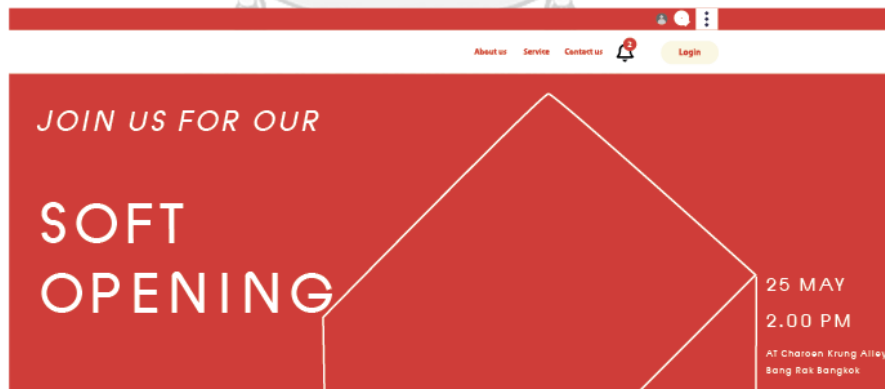 About us Service Contact us 2 Login
JOIN US FOR OUR
SOFT
OPENING
25 MAY
2.00 PM
AT Charoen Krung Alley
Bang Rak Bangkok